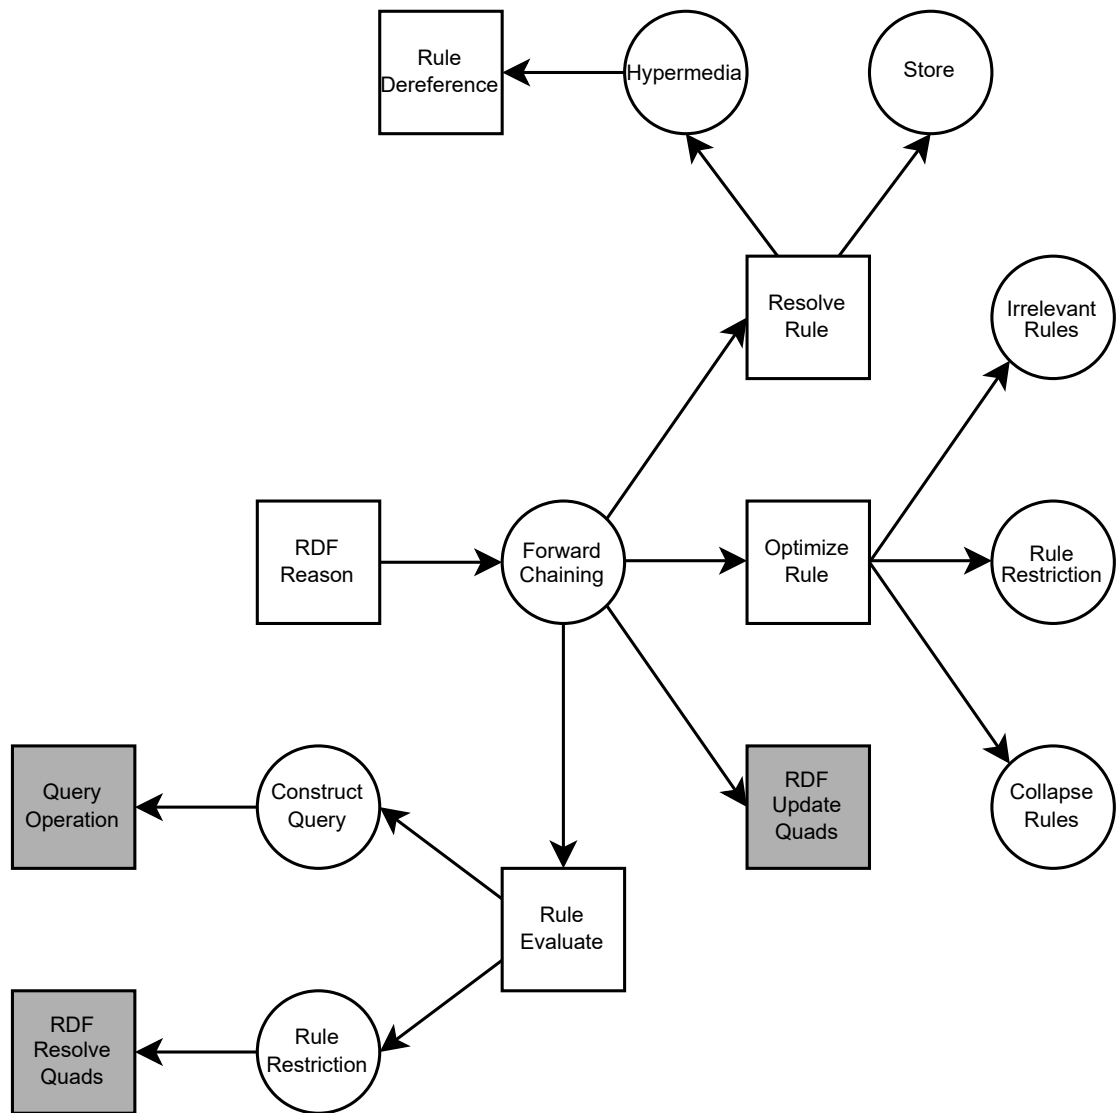 Rule
Dereference
Hypermedia
Store
Resolve
Rule
Irrelevant
Rules
RDF
Reason
Forward
Chaining
Optimize
Rule
Rule
Restriction
Query
Operation
Construct
Query
RDF
Update
Quads
Collapse
Rules
Rule
Evaluate
RDF
Resolve
Quads
Rule
Restriction